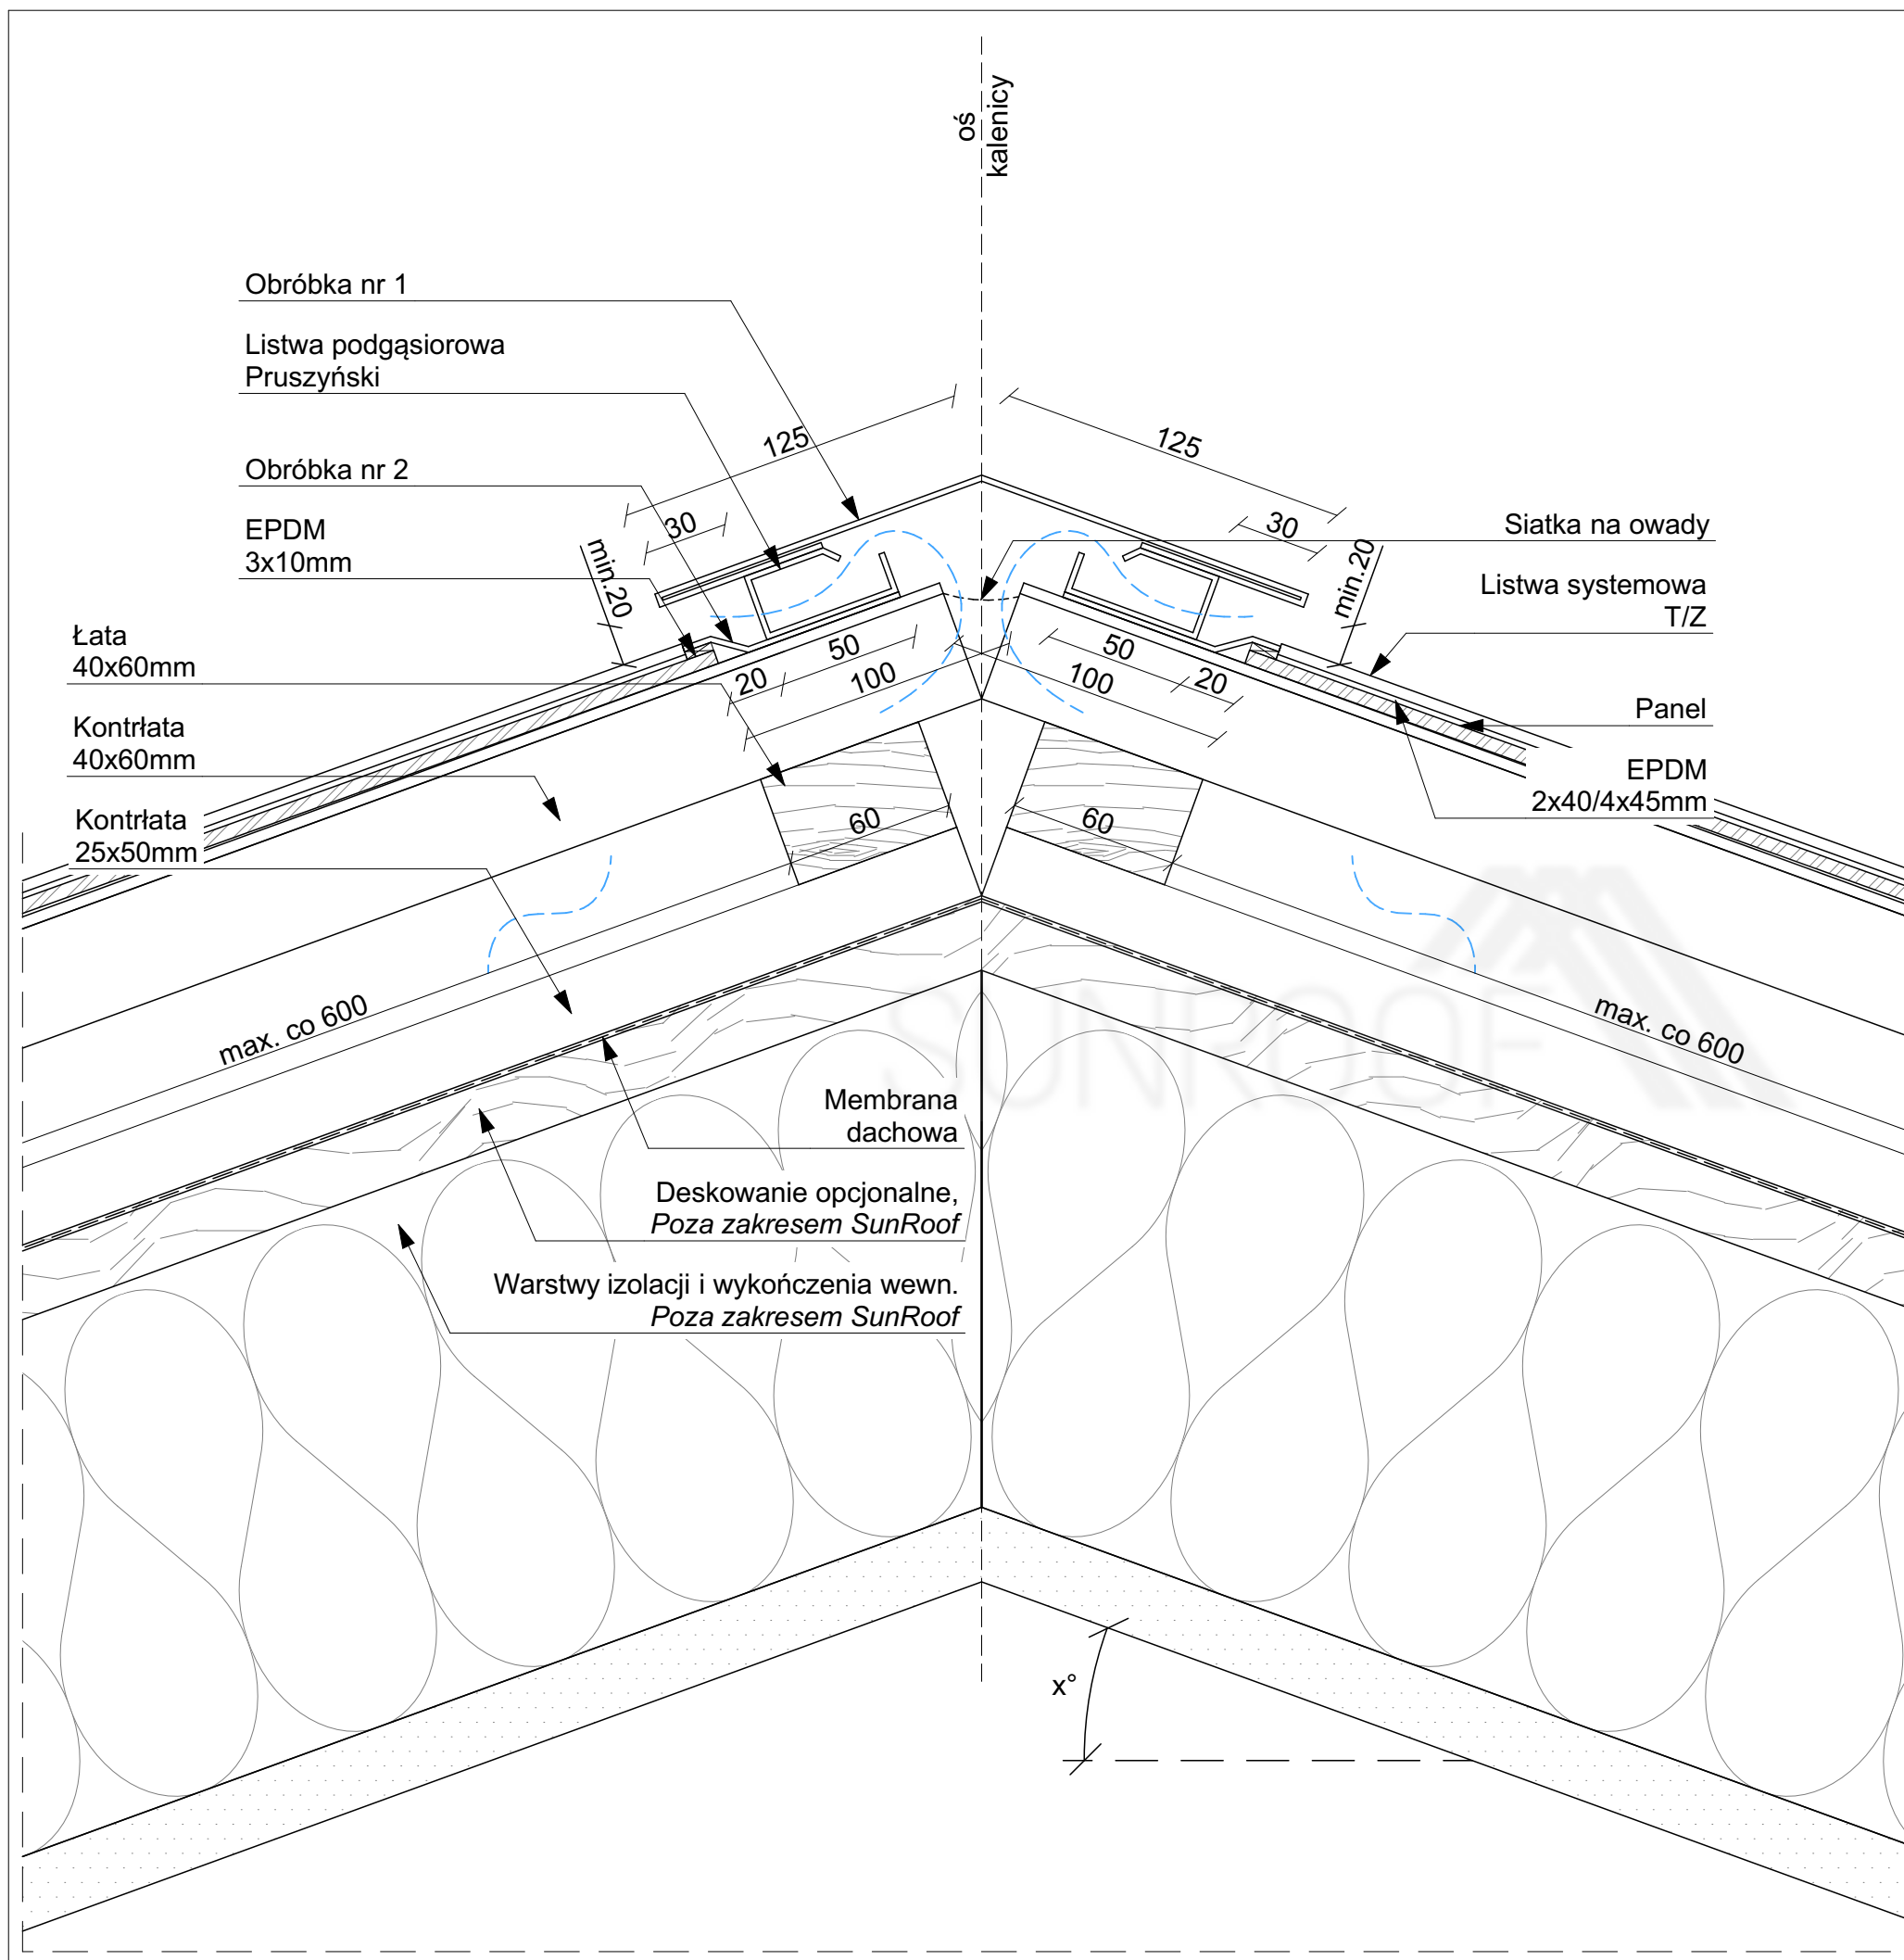 oś
kalenicy
Obróbka nr 1
Listwa podgąsiorowa
Pruszyński
125
125
Obróbka nr 2
30
30
Siatka na owady
EPDM
3x10mm
min.20
min.20
Listwa systemowa
T/Z
Łata
40x60mm
50
20
100
50
20
100
Panel
Kontrłata
40x60mm
EPDM
2x40/4x45mm
Kontrłata
25x50mm
60
60
max. co 600
max. co 600
SUNROOF
Membrana
dachowa
Deskowanie opcjonalne,
Poza zakresem SunRoof
Warstwy izolacji i wykończenia wewn.
Poza zakresem SunRoof
x°